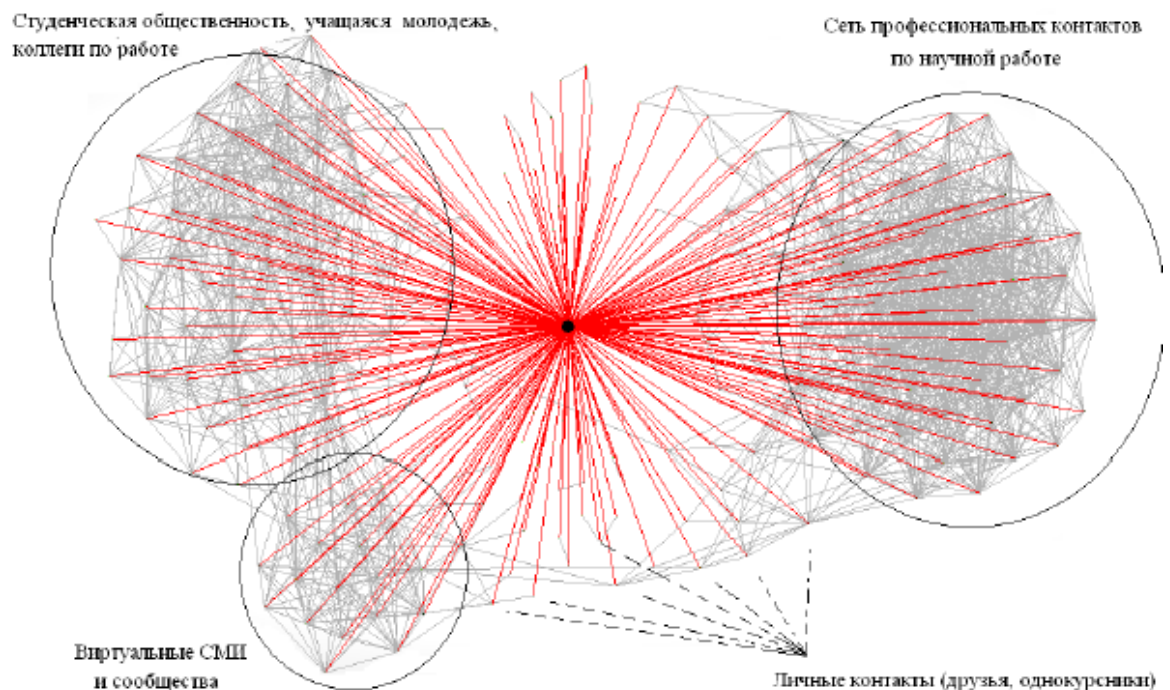 Студенческая общественность, учащаяся молодежь,
коллеги по работе
Сеть профессиональных контактов
по научной работе
Виртуальные СМИ
и сообщества
Личные контакты (друзья, однокурсники)